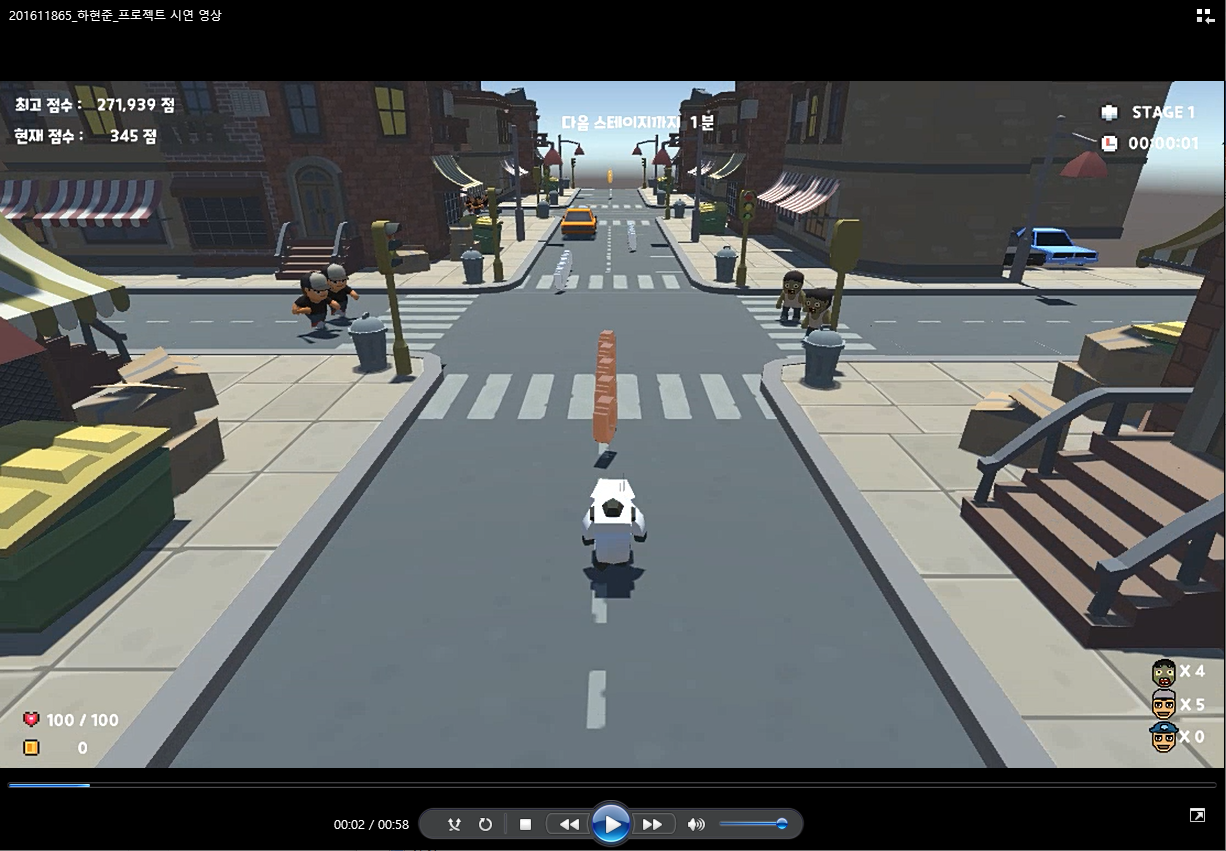 201611865_하현준_프로젝트 시연 영상
최고 점수 : 271,939 점
현재 점수 : 345 점
다음 스테이지까지 1 분
STAGE 1
00:00:01
100 / 100
0
X 4
X 5
X 0
00:02 / 00:58